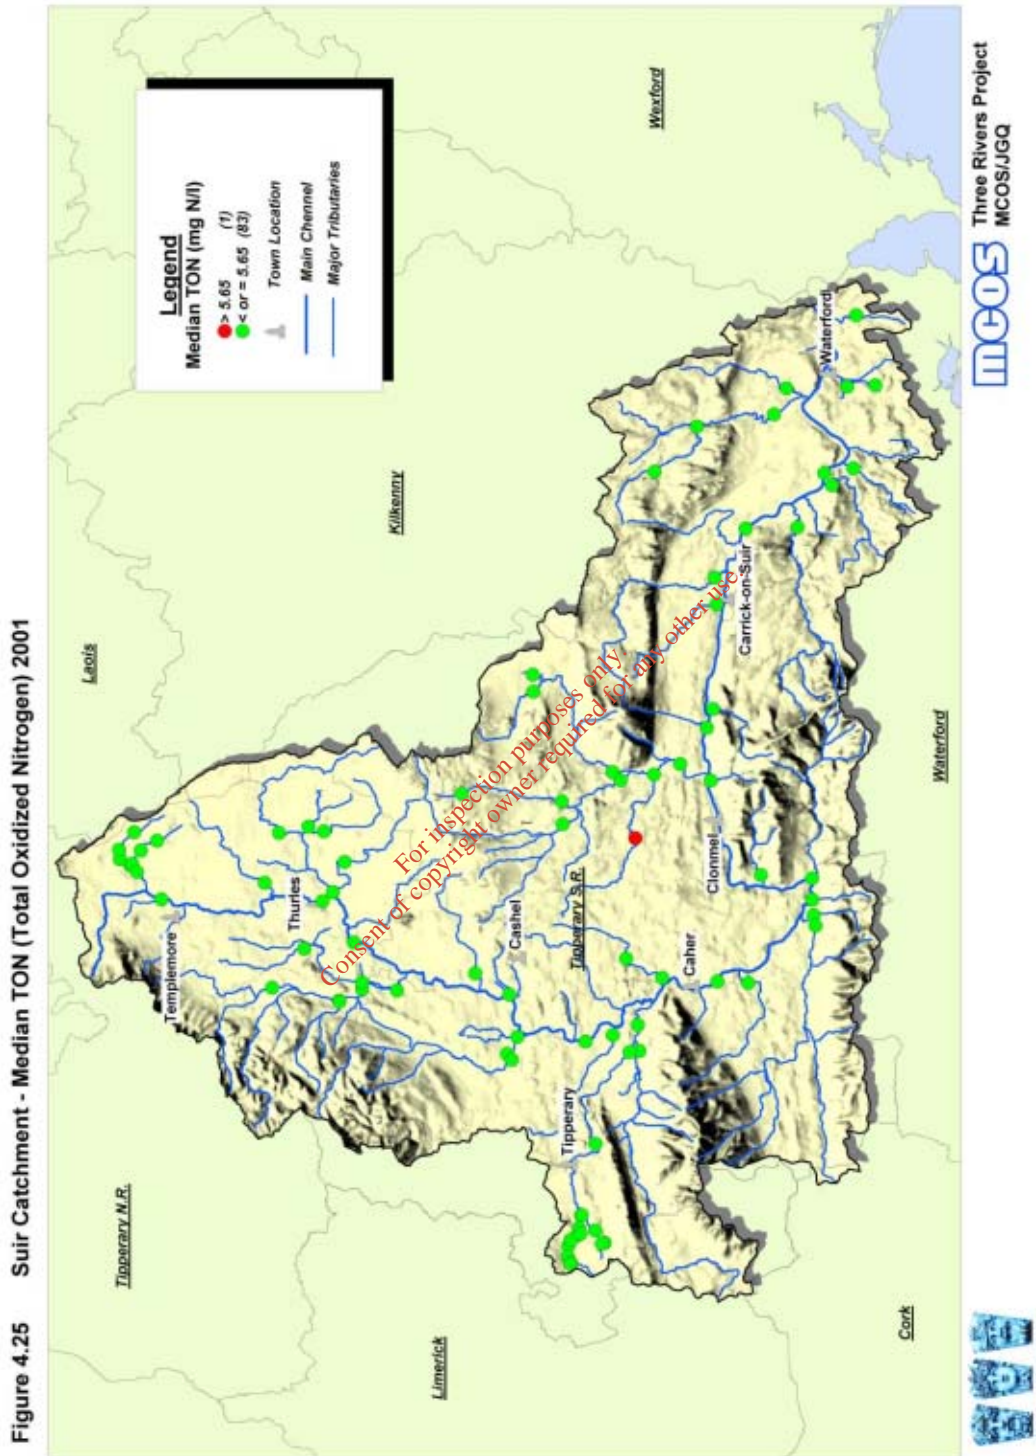 Figure 4.25 Suir Catchment - Median TON (Total Oxidized Nitrogen) 2001
Legend
Median TON (mg N/l)
> 5.65 (1)
< or = 5.65 (83)
Town Location
Main Chennel
Major Tributaries
Laois
Tipperary N.R.
Kilkenny
Wexford
Limerick
Cork
Waterford
Tipperary S.R.
Templemore
Thurles
Cashel
Tipperary
Caher
Clonmel
Carrick-on-Suir
Waterford
For inspection purposes only.
Consent of copyright owner required for any other use.
MCOS
Three Rivers Project
MCOS/JGQ